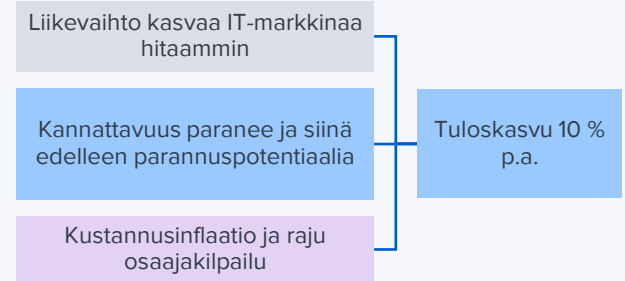 Liikevaihto kasvaa IT-markkinaa
hitaammin
Kannattavuus paranee ja siinä
edelleen parannuspotentiaalia
Tuloskasvu 10 %
p.a.
Kustannusinflaatio ja raju
osaajakilpailu